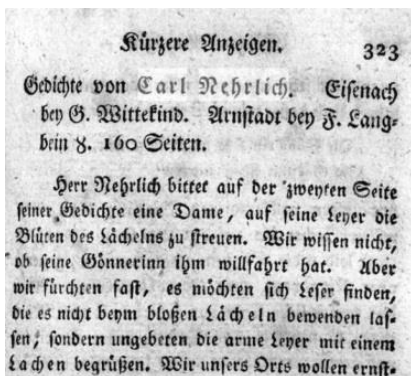 Kürzere Anzeigen. 323
Gedichte von Carl Nehrlich. Eisenach
bey G. Wittekind. Arnstadt bey F. Lang-
bein 8. 160 Seiten.
Herr Nehrlich bittet auf der zweyten Seite
seiner Gedichte eine Dame, auf seine Leyer die
Blüten des Lächelns zu streuen. Wir wissen nicht,
ob seine Gönnerinn ihm willfahrt hat. Aber
wir fürchten fast, es möchten sich Leser finden,
die es nicht beym bloßen Lächeln bewenden las-
sen, sondern ungebeten die arme Leyer mit einem
Lachen begrüßen. Wir unsers Orts wollen ernst-